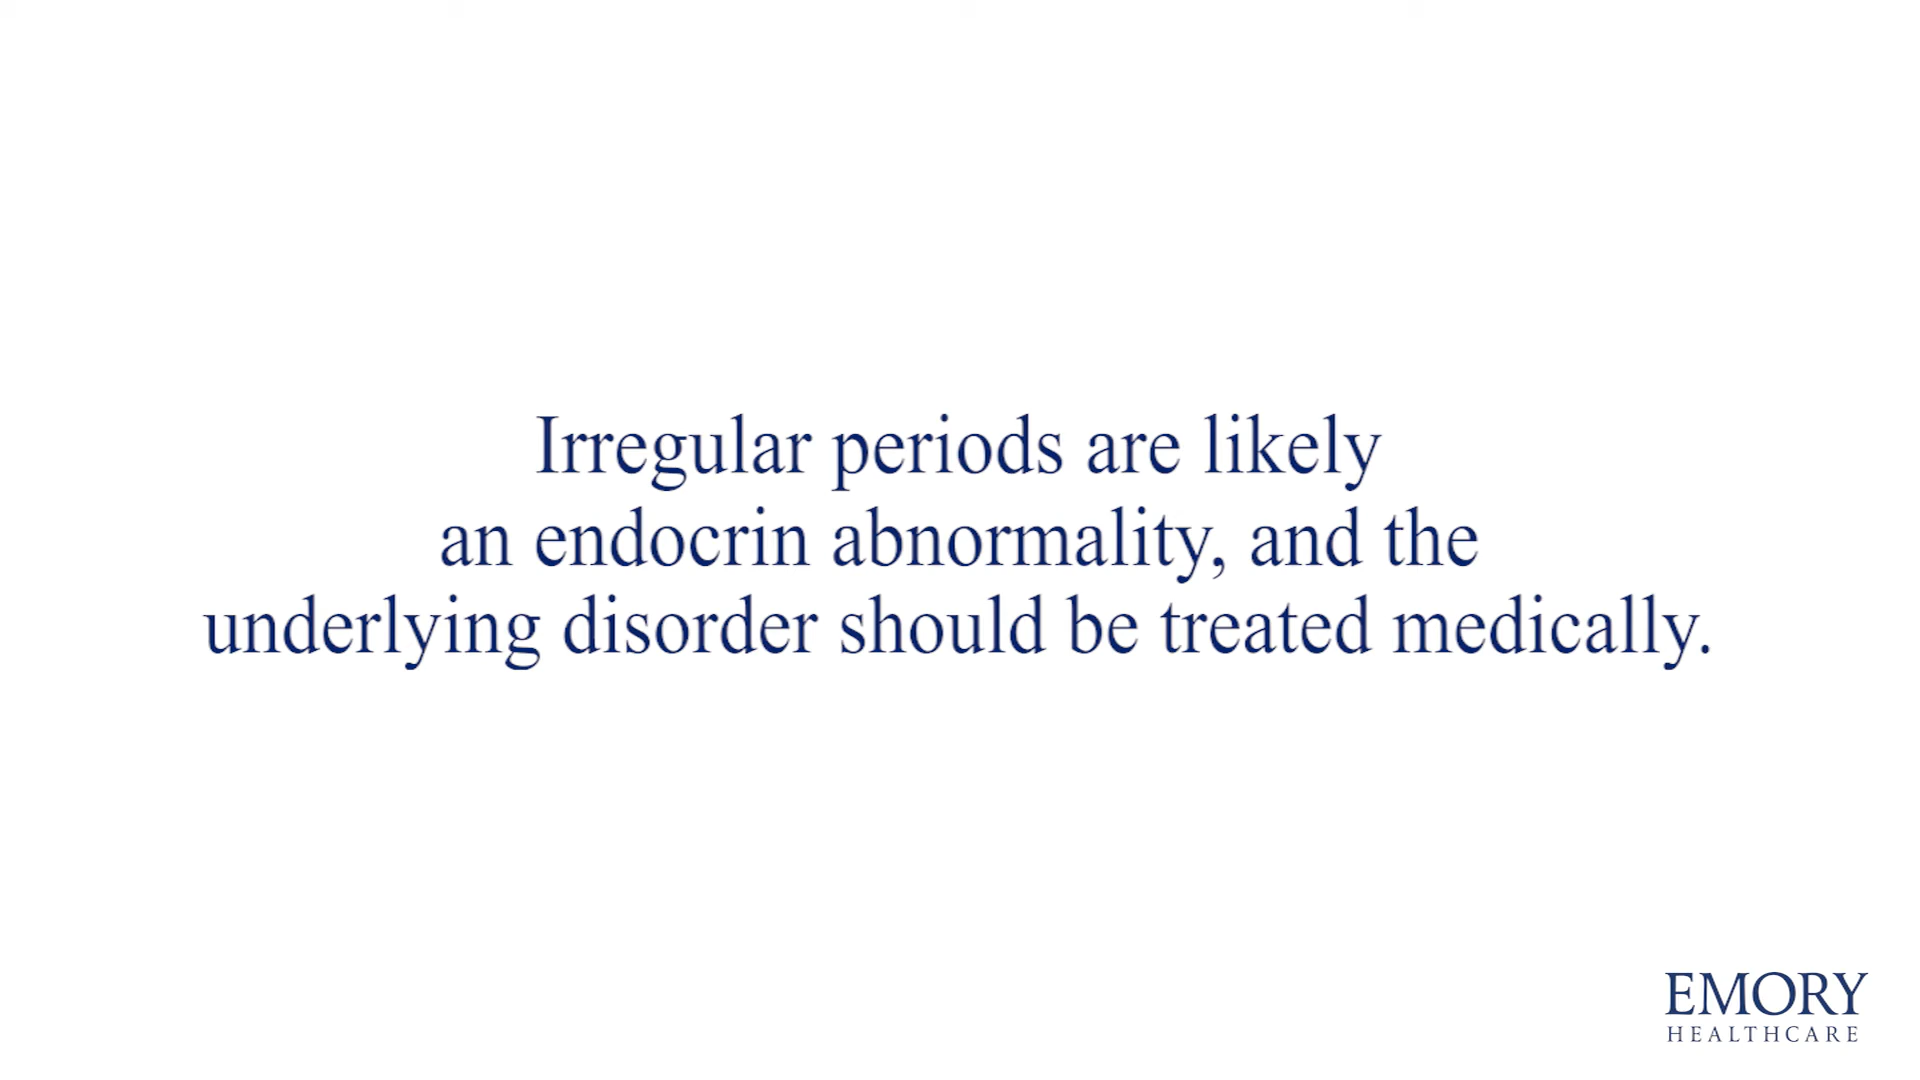 Irregular periods are likely
an endocrin abnormality, and the
underlying disorder should be treated medically.
EMORY
HEALTHCARE